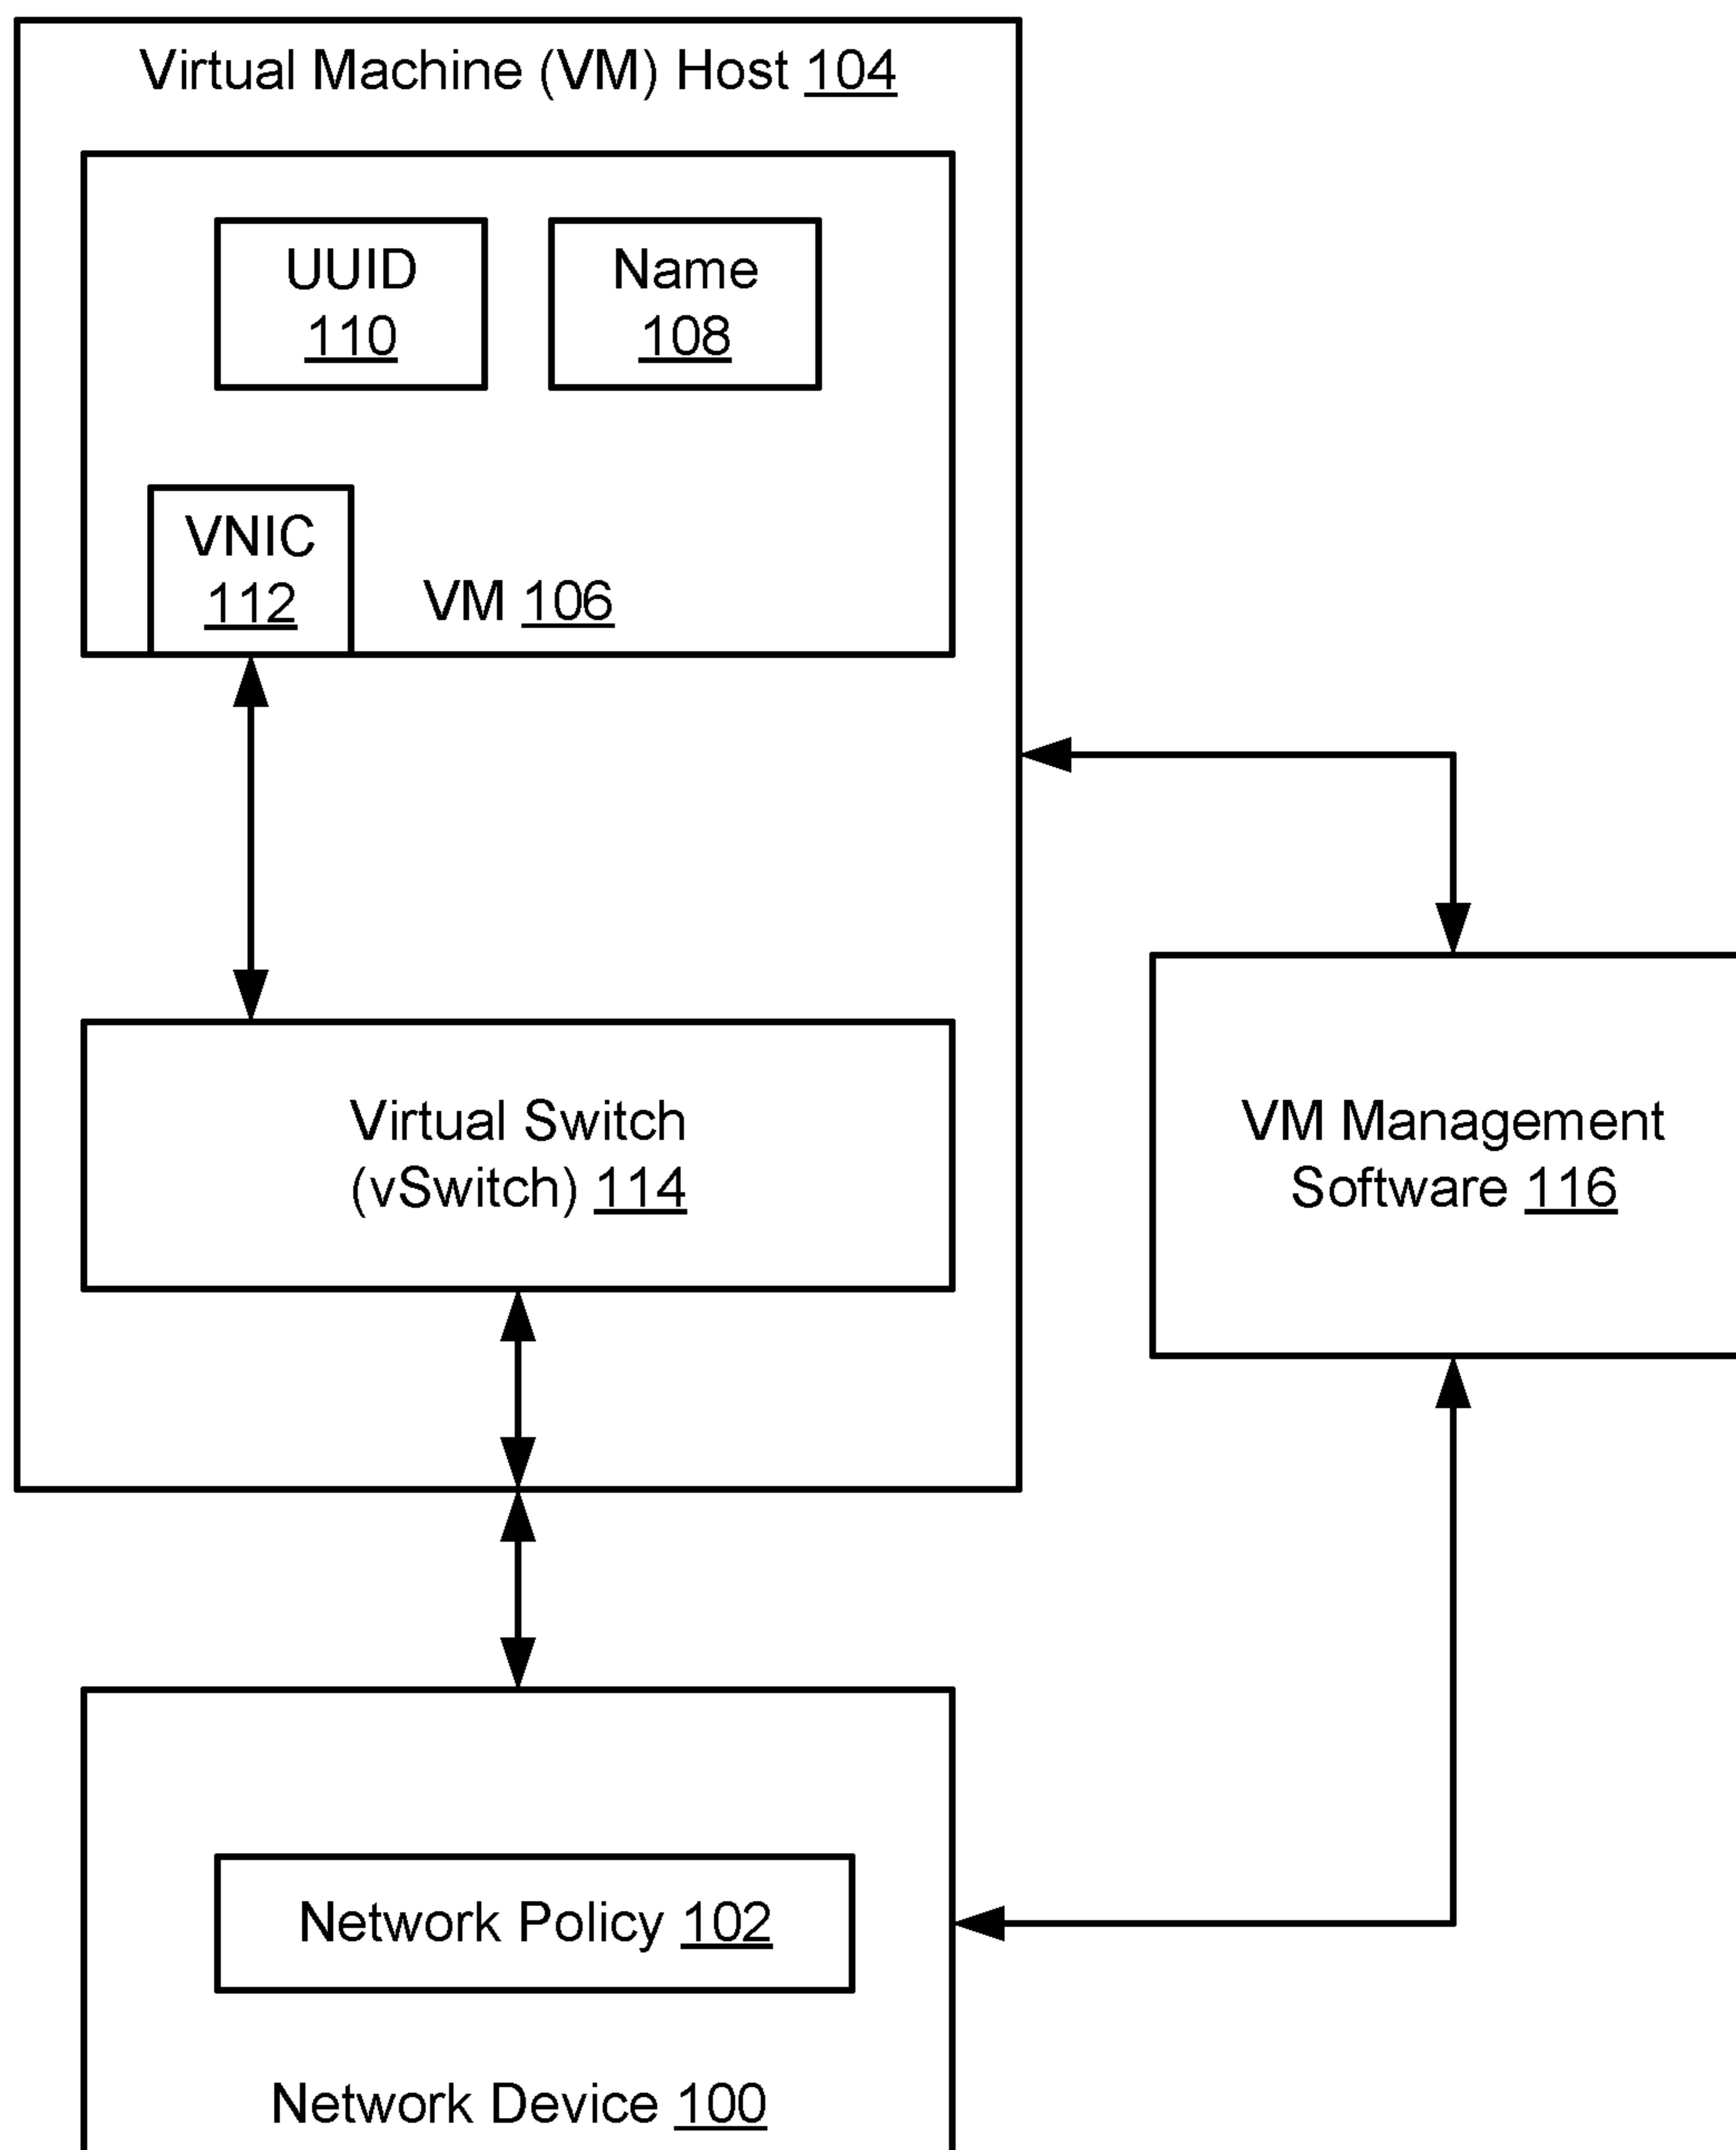 Virtual Machine (VM) Host 104
UUID
110
Name
108
VNIC
112
VM 106
Virtual Switch
(vSwitch) 114
VM Management
Software 116
Network Policy 102
Network Device 100